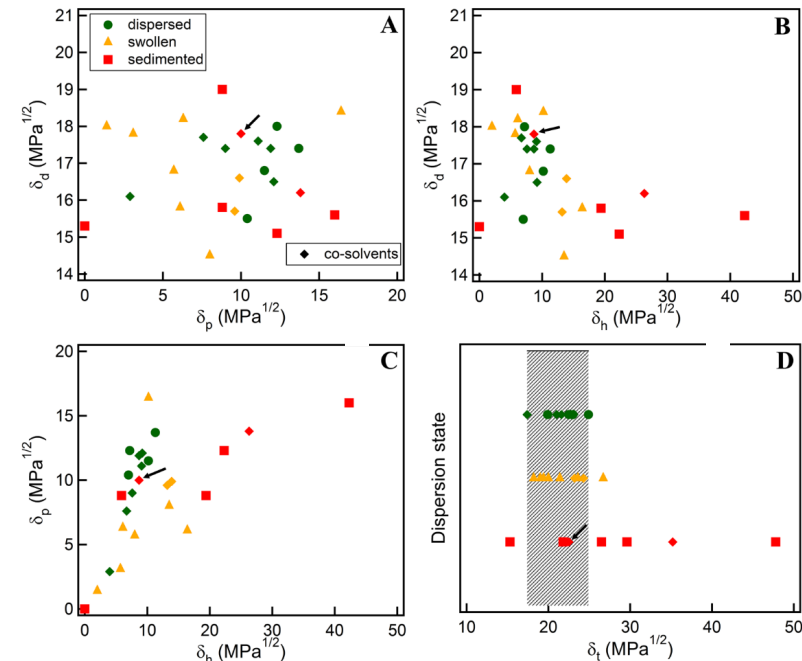 A
dispersed
swollen
sedimented
co-solvents
δd (MPa1/2)
21
20
19
18
17
16
15
14
0
5
10
15
20
δp (MPa1/2)
B
δd (MPa1/2)
21
20
19
18
17
16
15
14
0
10
20
30
40
50
δh (MPa1/2)
C
δp (MPa1/2)
20
15
10
5
0
0
10
20
30
40
50
δh (MPa1/2)
D
Dispersion state
10
20
30
40
50
δt (MPa1/2)